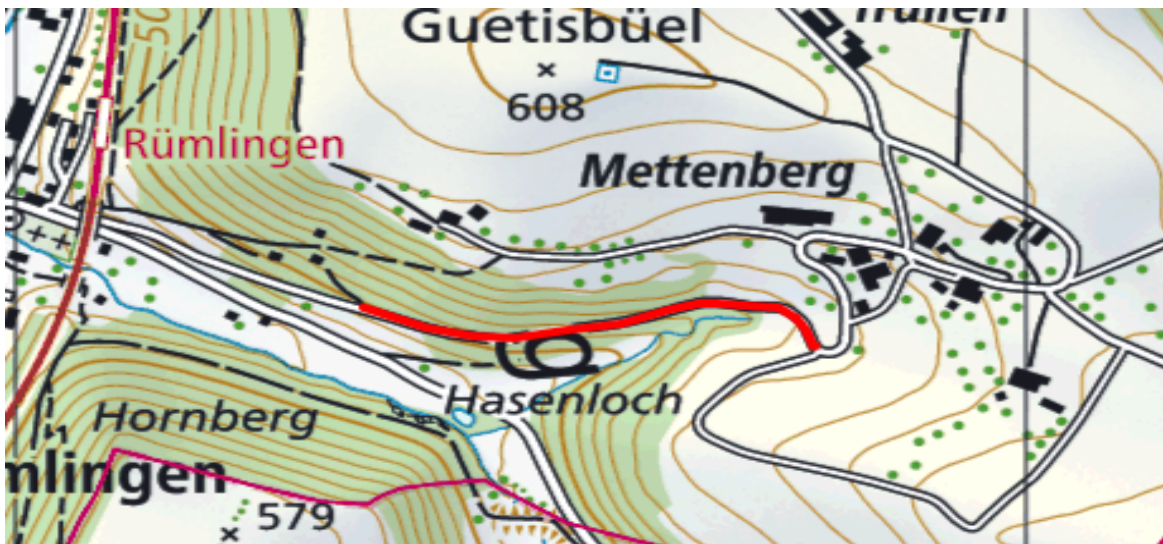 Guetisbüel
608
Rümlingen
Mettenberg
Hasenloch
Hornberg
mlingen
579